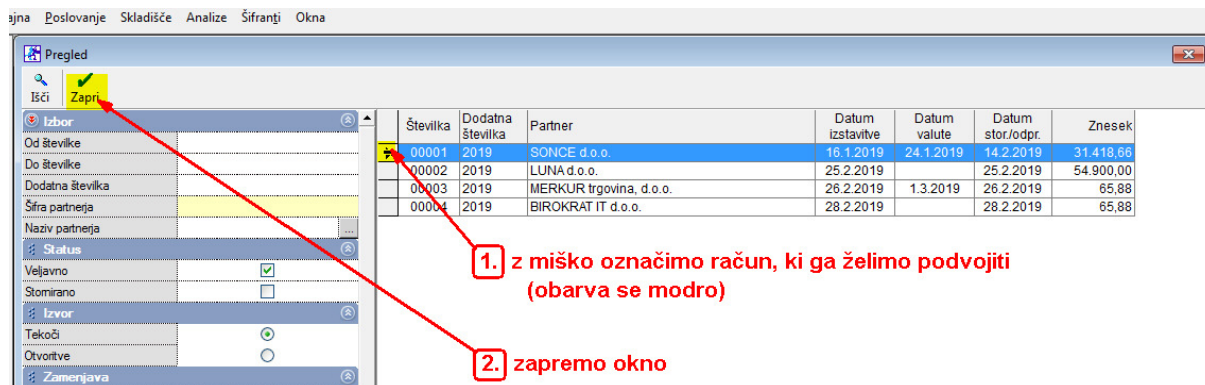 ajna Poslovanje Skladišče Analize Šifranti Okna
Pregled
Išči Zapri
Izbor
Od številke
Do številke
Dodatna številka
Šifra partnerja
Naziv partnerja ...
Status
Veljavno
Stornirano
Izvor
Tekoči
Otvoritve
Zamenjava
Številka Dodatna številka Partner Datum izstavitve Datum valute Datum stor./odpr. Znesek
00001 2019 SONCE d.o.o. 16.1.2019 24.1.2019 14.2.2019 31.418,66
00002 2019 LUNA d.o.o. 25.2.2019 25.2.2019 54.900,00
00003 2019 MERKUR trgovina, d.o.o. 26.2.2019 1.3.2019 26.2.2019 65,88
00004 2019 BIROKRAT IT d.o.o. 28.2.2019 28.2.2019 65,88
1. z miško označimo račun, ki ga želimo podvojiti
(obarva se modro)
2. zapremo okno